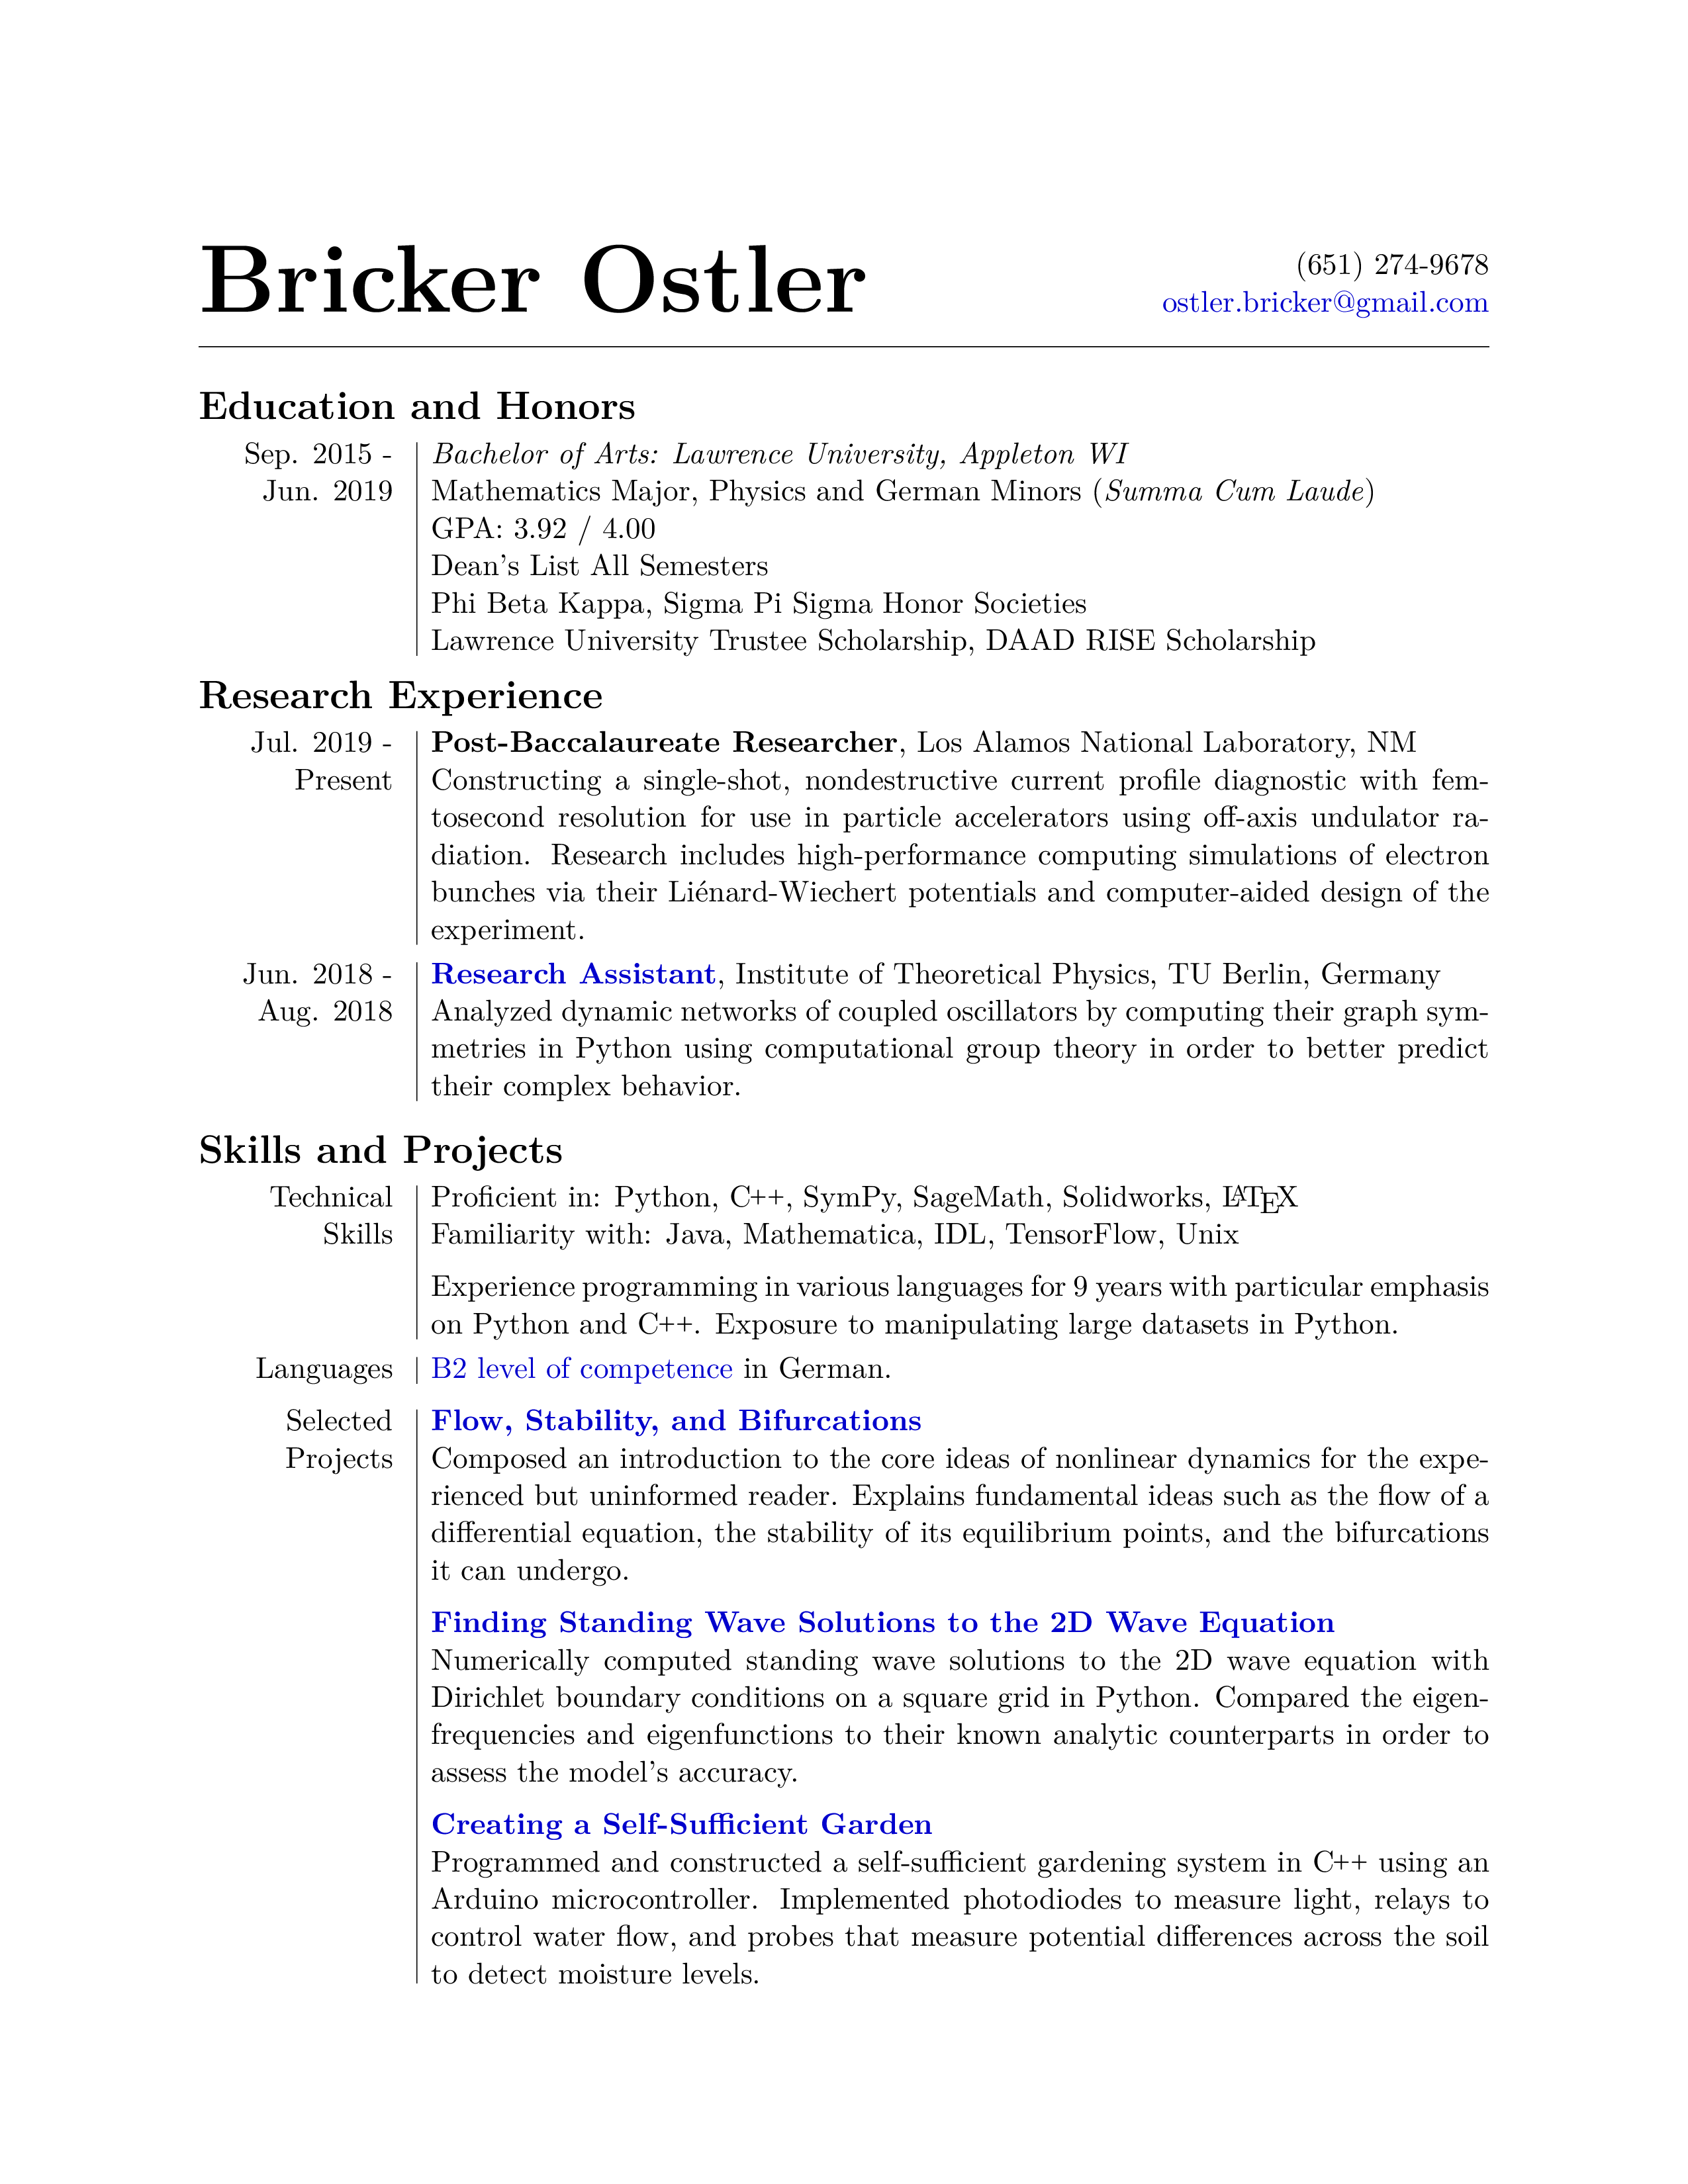 Bricker Ostler
(651) 274-9678
ostler.bricker@gmail.com
Education and Honors
Sep. 2015 -
Jun. 2019
Bachelor of Arts: Lawrence University, Appleton WI
Mathematics Major, Physics and German Minors (Summa Cum Laude)
GPA: 3.92 / 4.00
Dean's List All Semesters
Phi Beta Kappa, Sigma Pi Sigma Honor Societies
Lawrence University Trustee Scholarship, DAAD RISE Scholarship
Research Experience
Jul. 2019 -
Present
Post-Baccalaureate Researcher, Los Alamos National Laboratory, NM
Constructing a single-shot, nondestructive current profile diagnostic with fem-
tosecond resolution for use in particle accelerators using off-axis undulator ra-
diation. Research includes high-performance computing simulations of electron
bunches via their Liénard-Wiechert potentials and computer-aided design of the
experiment.
Jun. 2018 -
Aug. 2018
Research Assistant, Institute of Theoretical Physics, TU Berlin, Germany
Analyzed dynamic networks of coupled oscillators by computing their graph sym-
metries in Python using computational group theory in order to better predict
their complex behavior.
Skills and Projects
Technical
Skills
Proficient in: Python, C++, SymPy, SageMath, Solidworks, LATEX
Familiarity with: Java, Mathematica, IDL, TensorFlow, Unix
Experience programming in various languages for 9 years with particular emphasis
on Python and C++. Exposure to manipulating large datasets in Python.
Languages
B2 level of competence in German.
Selected
Projects
Flow, Stability, and Bifurcations
Composed an introduction to the core ideas of nonlinear dynamics for the expe-
rienced but uninformed reader. Explains fundamental ideas such as the flow of a
differential equation, the stability of its equilibrium points, and the bifurcations
it can undergo.
Finding Standing Wave Solutions to the 2D Wave Equation
Numerically computed standing wave solutions to the 2D wave equation with
Dirichlet boundary conditions on a square grid in Python. Compared the eigen-
frequencies and eigenfunctions to their known analytic counterparts in order to
assess the model's accuracy.
Creating a Self-Sufficient Garden
Programmed and constructed a self-sufficient gardening system in C++ using an
Arduino microcontroller. Implemented photodiodes to measure light, relays to
control water flow, and probes that measure potential differences across the soil
to detect moisture levels.